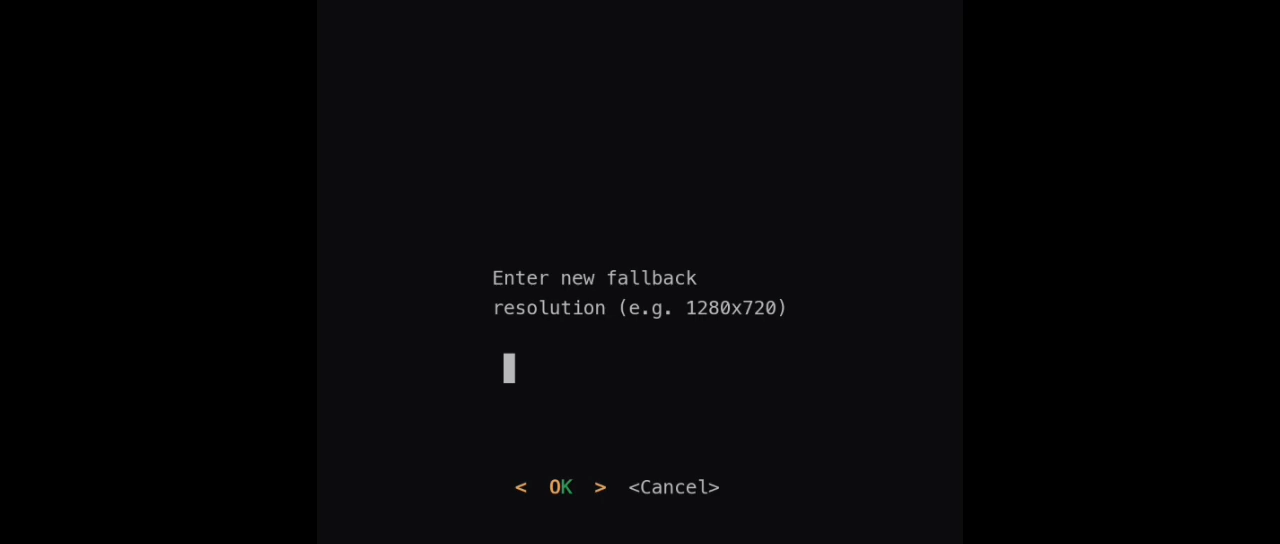 Enter new fallback
resolution (e.g. 1280x720)
<  OK  > <Cancel>